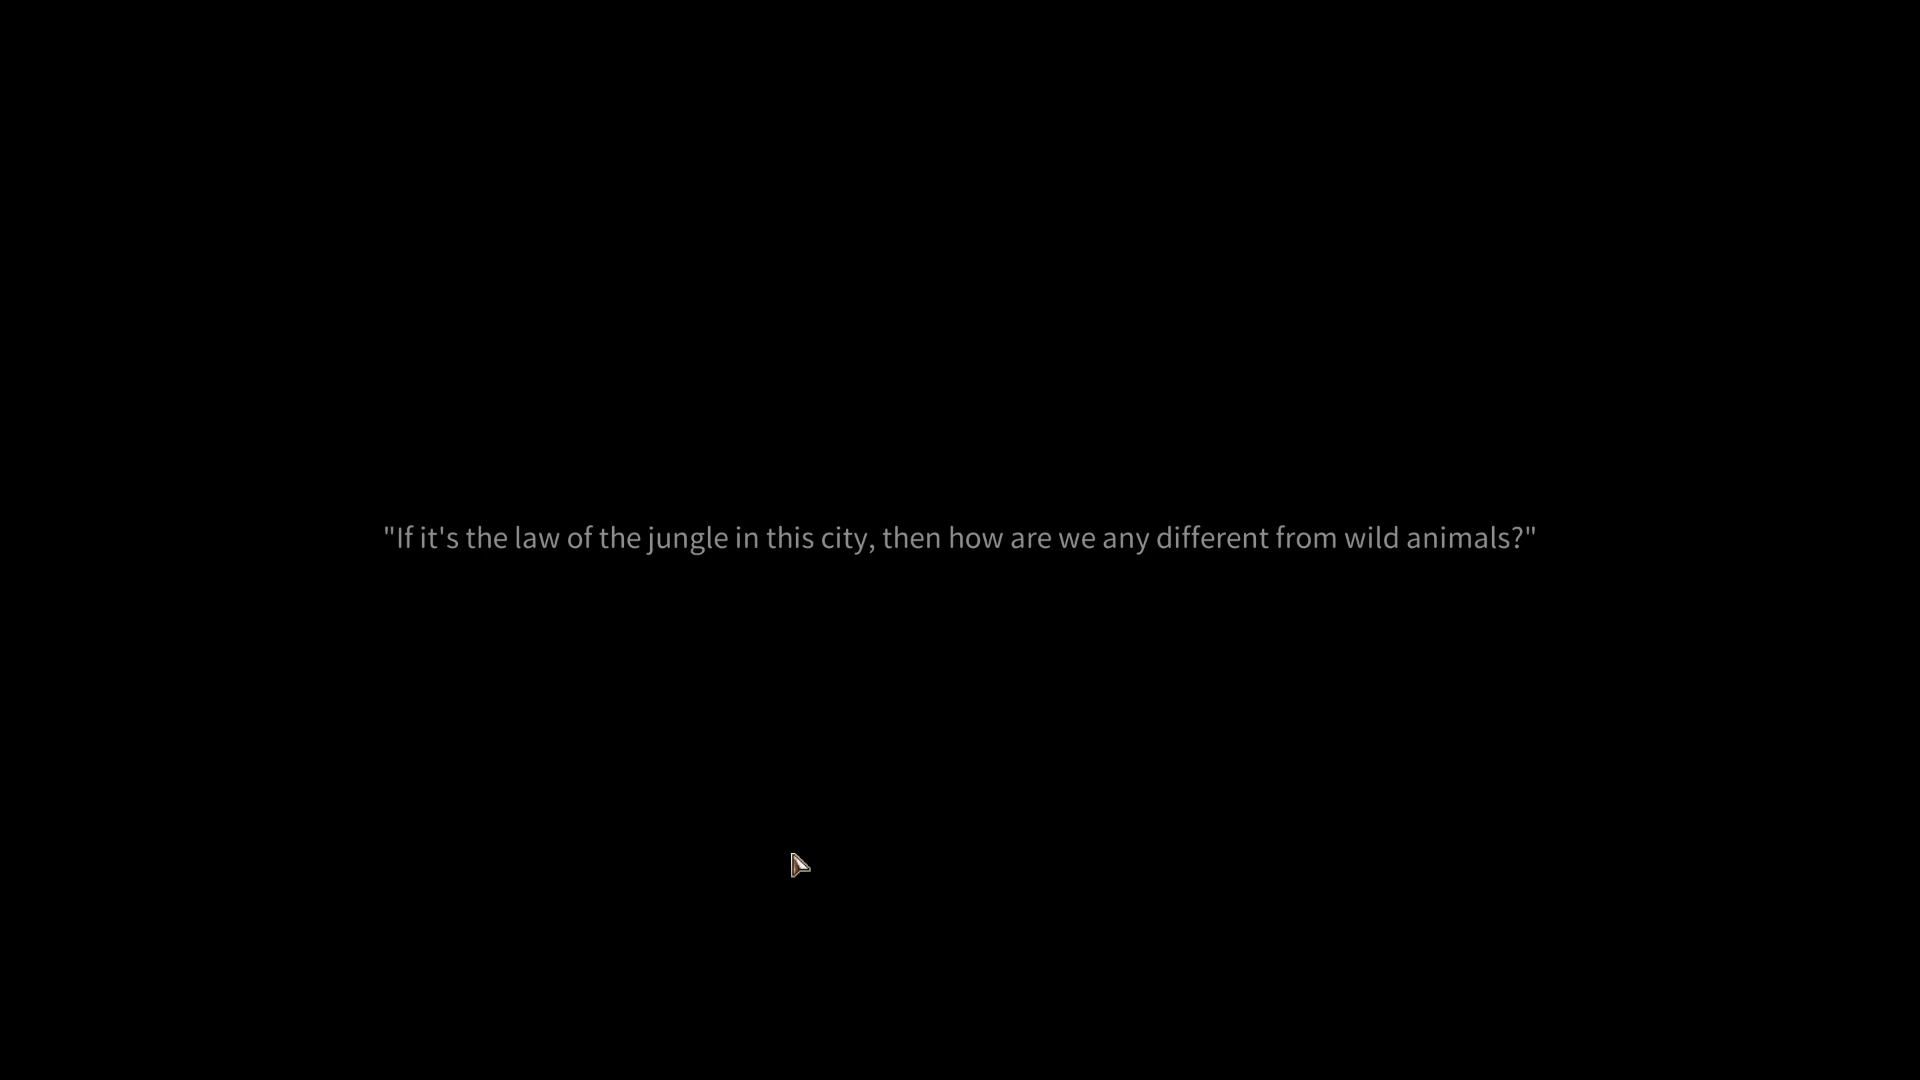 "If it's the law of the jungle in this city, then how are we any different from wild animals?"